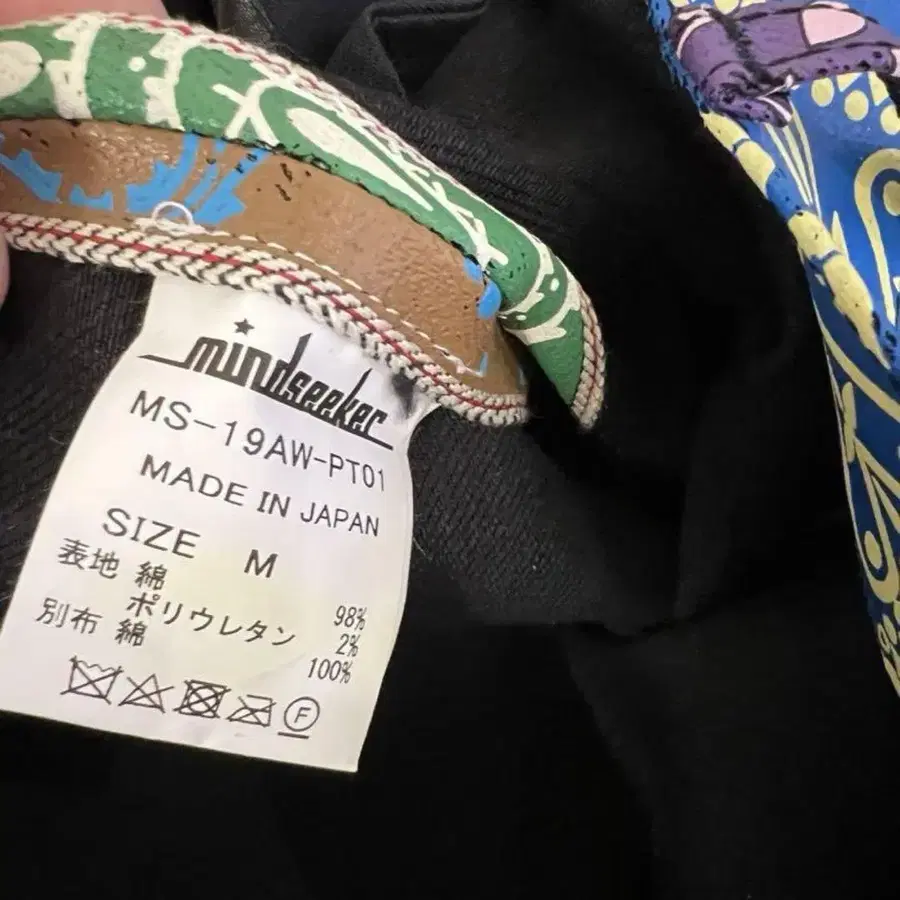 mindseeker
MS-19AW-PT01
MADE IN JAPAN
SIZE M
表地 綿 98%
ポリウレタン 2%
別布 綿 100%
F